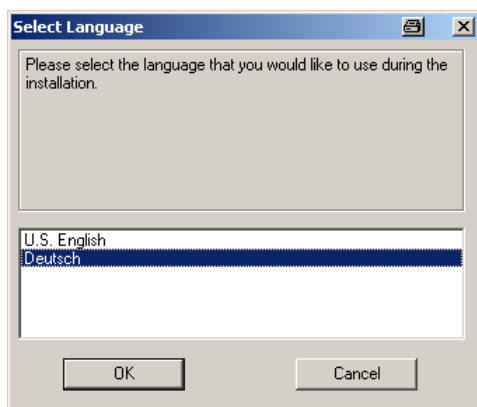 Select Language
Please select the language that you would like to use during the
installation.
U.S. English
Deutsch
OK
Cancel